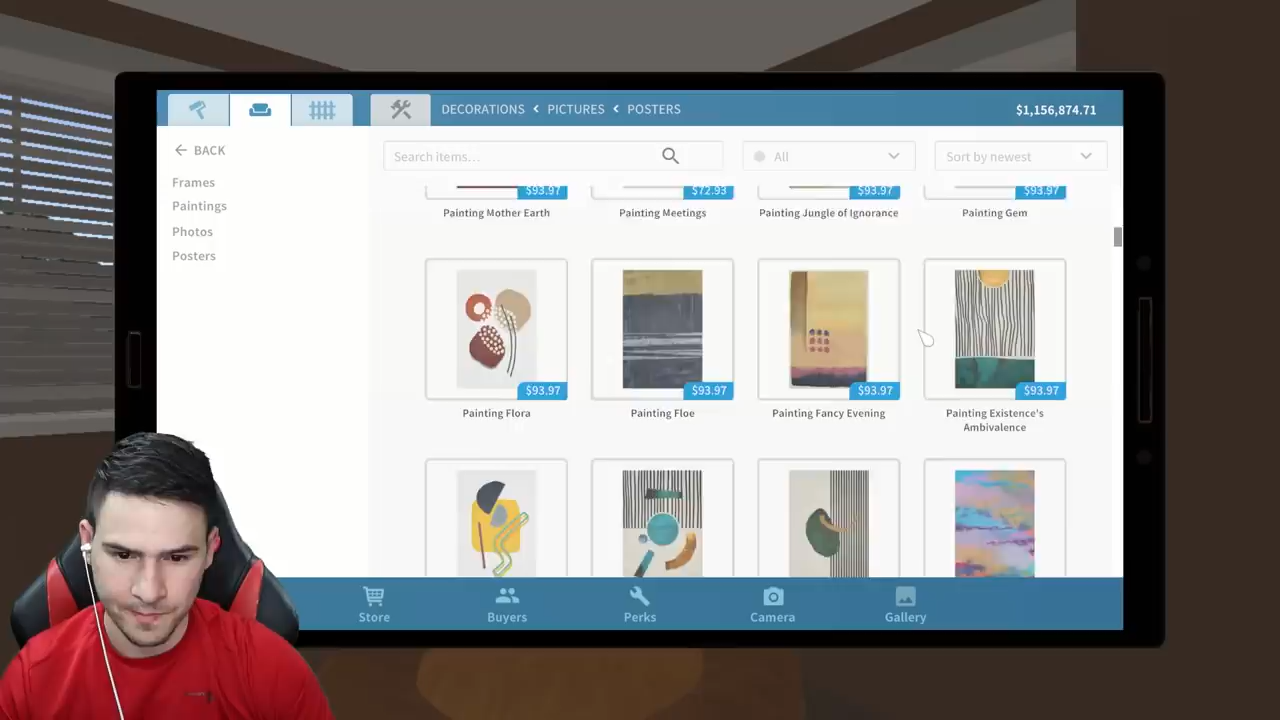 DECORATIONS < PICTURES < POSTERS
$1,156,874.71
BACK
Search items...
All
Sort by newest
Frames
Paintings
Photos
Posters
$93.97
$72.93
$93.97
$93.97
Painting Mother Earth
Painting Meetings
Painting Jungle of Ignorance
Painting Gem
$93.97
$93.97
$93.97
$93.97
Painting Flora
Painting Floe
Painting Fancy Evening
Painting Existence's
Ambivalence
Store
Buyers
Perks
Camera
Gallery